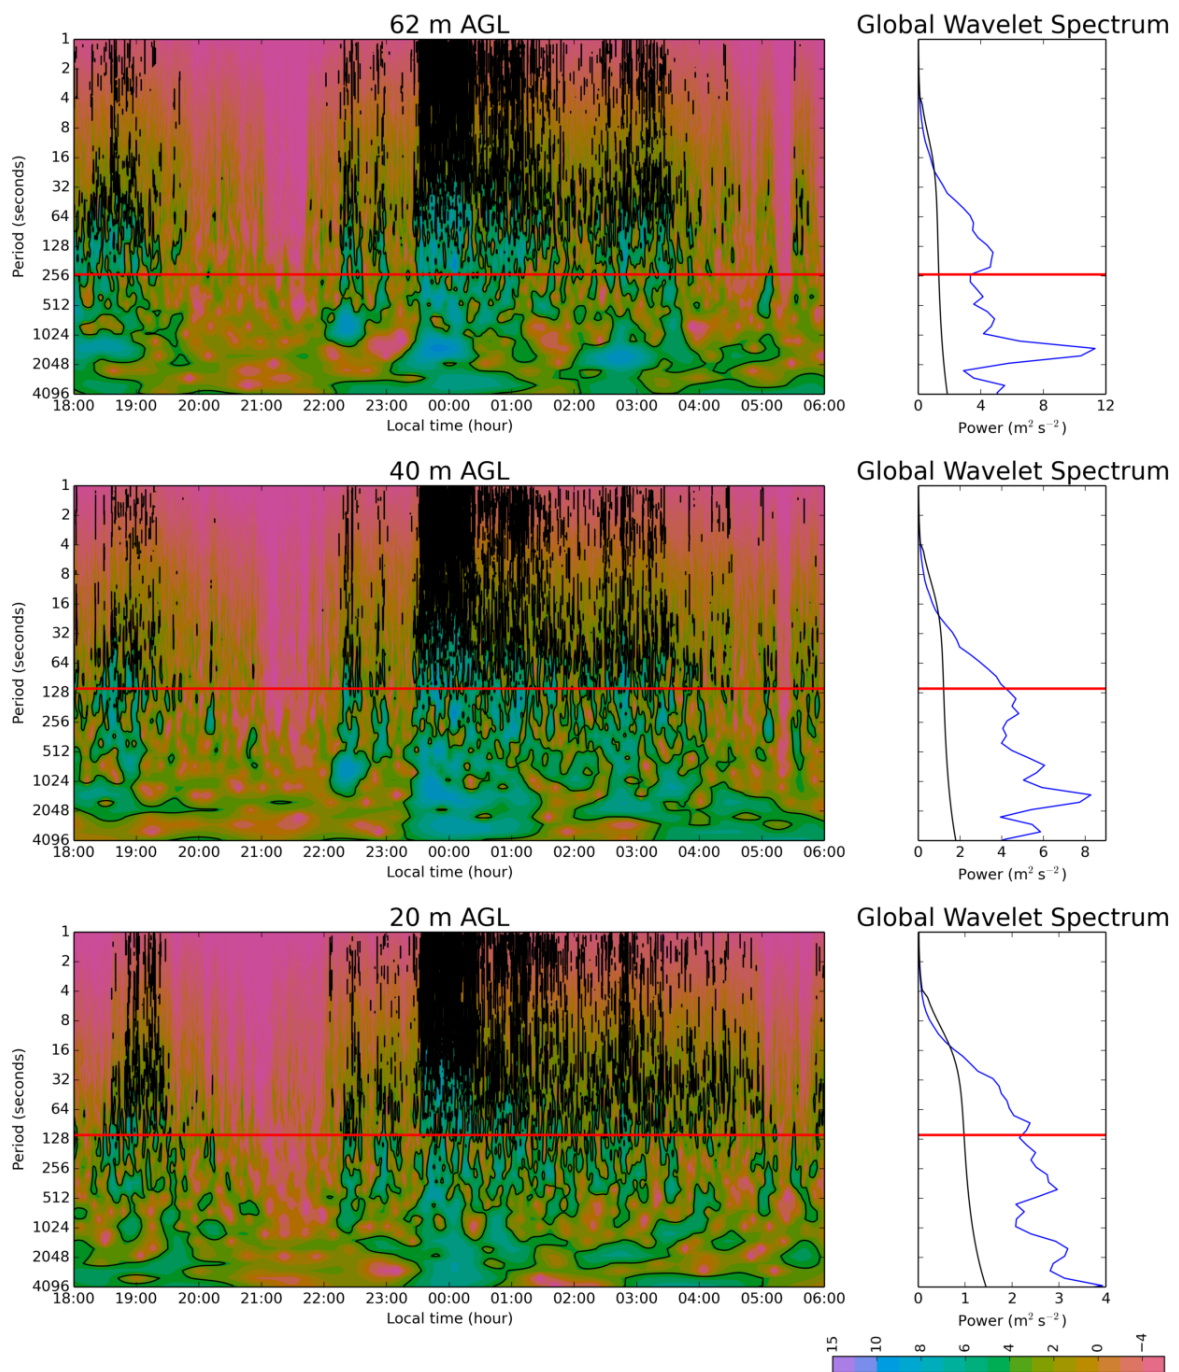 62 m AGL
Global Wavelet Spectrum
1
2
4
8
16
32
64
128
256
512
1024
2048
4096
Period (seconds)
18:00 19:00 20:00 21:00 22:00 23:00 00:00 01:00 02:00 03:00 04:00 05:00 06:00
Local time (hour)
0 4 8 12
Power (m² s⁻²)
40 m AGL
Global Wavelet Spectrum
1
2
4
8
16
32
64
128
256
512
1024
2048
4096
Period (seconds)
18:00 19:00 20:00 21:00 22:00 23:00 00:00 01:00 02:00 03:00 04:00 05:00 06:00
Local time (hour)
0 2 4 6 8
Power (m² s⁻²)
20 m AGL
Global Wavelet Spectrum
1
2
4
8
16
32
64
128
256
512
1024
2048
4096
Period (seconds)
18:00 19:00 20:00 21:00 22:00 23:00 00:00 01:00 02:00 03:00 04:00 05:00 06:00
Local time (hour)
0 1 2 3 4
Power (m² s⁻²)
15 10 8 6 4 2 0 −4